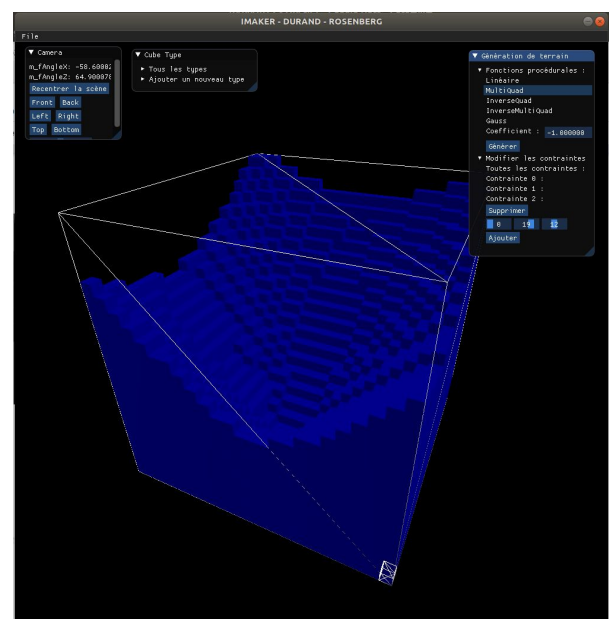 IMAKER - DURAND - ROSENBERG
File
▼ Camera
m_fAngleX: -58.6000
m_fAngleZ: 64.90007
Recentrer la scène
Front Back
Left Right
Top Bottom
▼ Cube Type
► Tous les types
► Ajouter un nouveau type
▼ Génération de terrain
▼ Fonctions procédurales :
Linéaire
MultiQuad
InverseQuad
InverseMultiQuad
Gauss
Coefficient : -1.000000
Générer
▼ Modifier les contraintes
Toutes les contraintes :
Contrainte 0 :
Contrainte 1 :
Contrainte 2 :
Supprimer
0 19 12
Ajouter